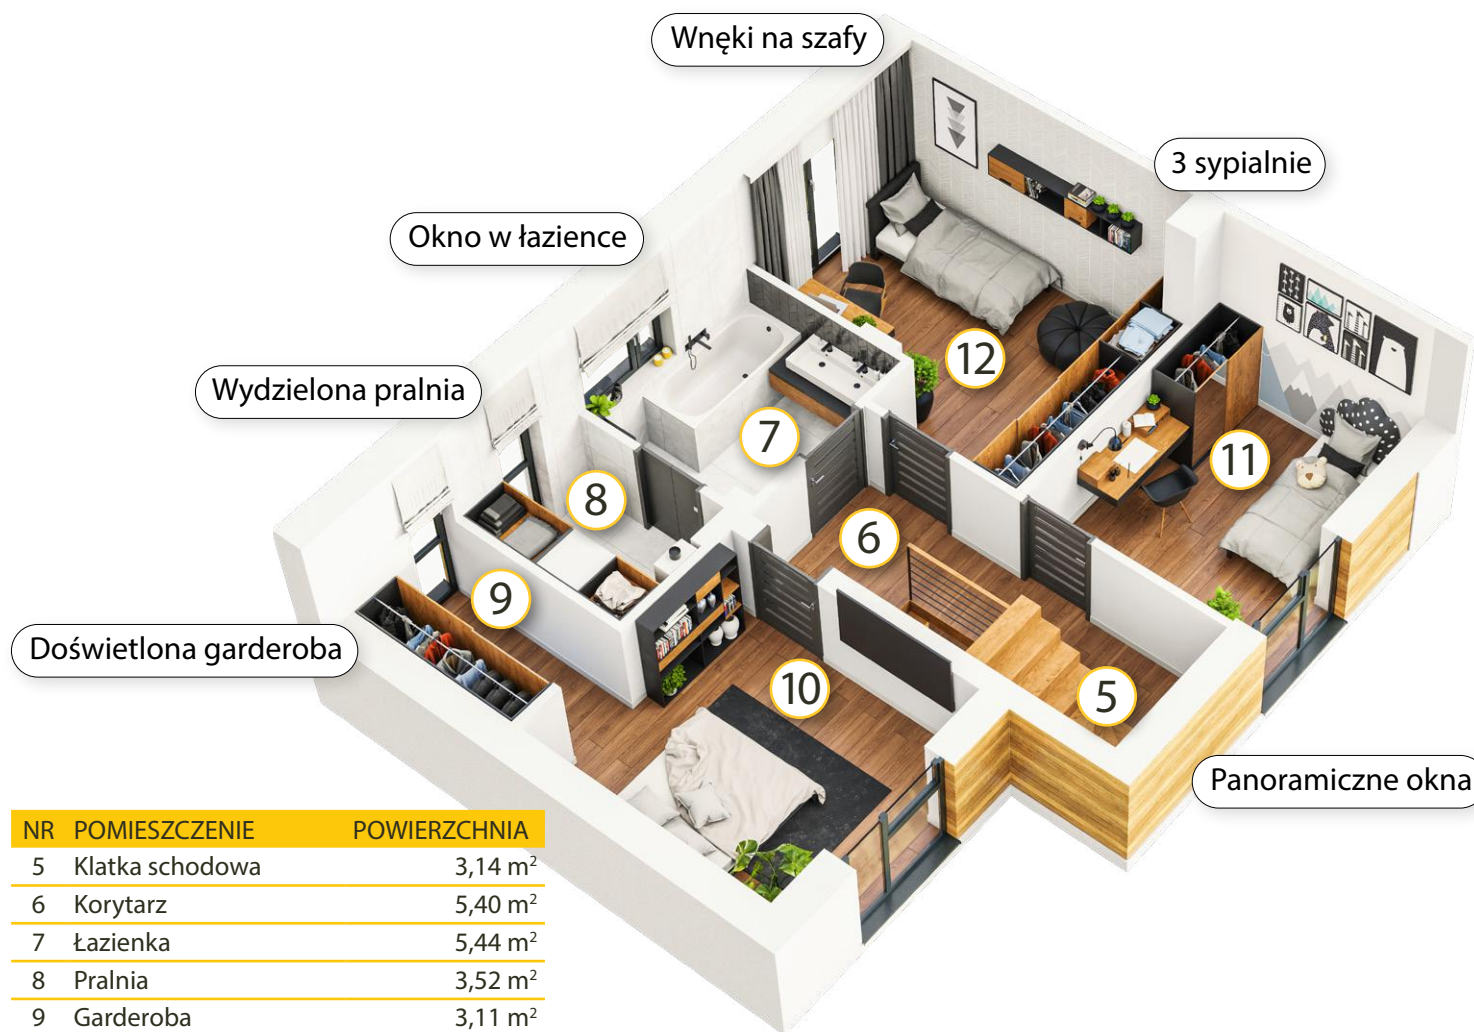 Wnęki na szafy
3 sypialnie
Okno w łazience
Wydzielona pralnia
Doświetlona garderoba
Panoramiczne okna
12
11
7
8
6
9
10
5
NR POMIESZCZENIE POWIERZCHNIA
5 Klatka schodowa 3,14 m²
6 Korytarz 5,40 m²
7 Łazienka 5,44 m²
8 Pralnia 3,52 m²
9 Garderoba 3,11 m²